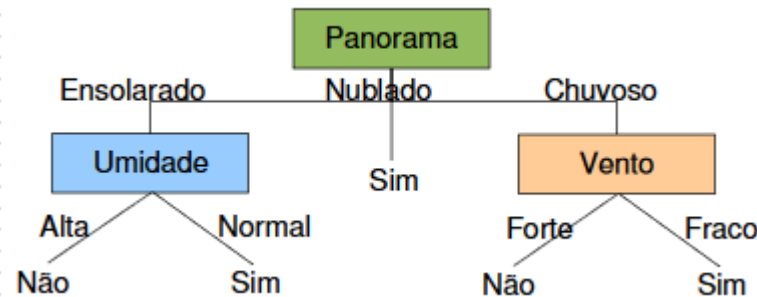 Panorama
Ensolarado Nublado Chuvoso
Umidade Sim Vento
Alta Normal Forte Fraco
Não Sim Não Sim